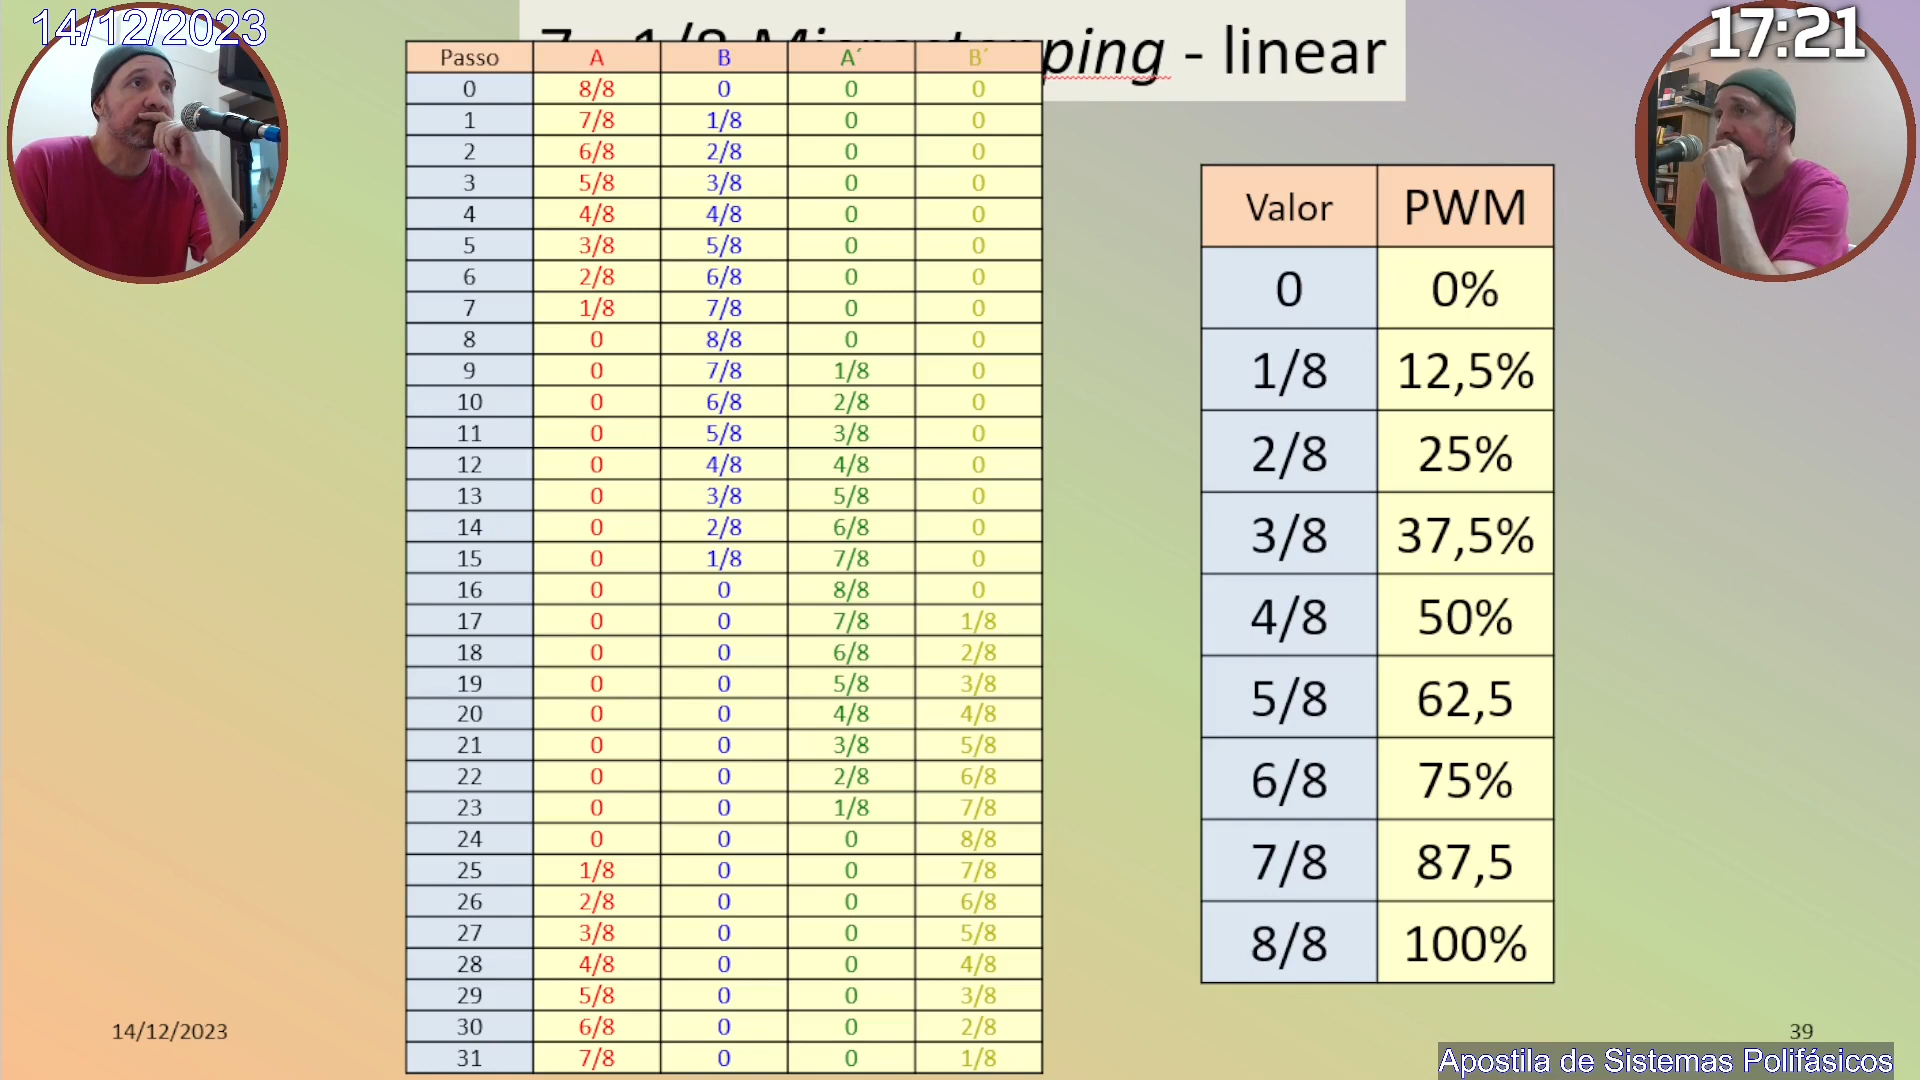 14/12/2023
17:21
ping - linear
Passo A B A´ B´
0 8/8 0 0 0
1 7/8 1/8 0 0
2 6/8 2/8 0 0
3 5/8 3/8 0 0
4 4/8 4/8 0 0
5 3/8 5/8 0 0
6 2/8 6/8 0 0
7 1/8 7/8 0 0
8 0 8/8 0 0
9 0 7/8 1/8 0
10 0 6/8 2/8 0
11 0 5/8 3/8 0
12 0 4/8 4/8 0
13 0 3/8 5/8 0
14 0 2/8 6/8 0
15 0 1/8 7/8 0
16 0 0 8/8 0
17 0 0 7/8 1/8
18 0 0 6/8 2/8
19 0 0 5/8 3/8
20 0 0 4/8 4/8
21 0 0 3/8 5/8
22 0 0 2/8 6/8
23 0 0 1/8 7/8
24 0 0 0 8/8
25 1/8 0 0 7/8
26 2/8 0 0 6/8
27 3/8 0 0 5/8
28 4/8 0 0 4/8
29 5/8 0 0 3/8
30 6/8 0 0 2/8
31 7/8 0 0 1/8
Valor PWM
0 0%
1/8 12,5%
2/8 25%
3/8 37,5%
4/8 50%
5/8 62,5
6/8 75%
7/8 87,5
8/8 100%
14/12/2023
39
Apostila de Sistemas Polifásicos